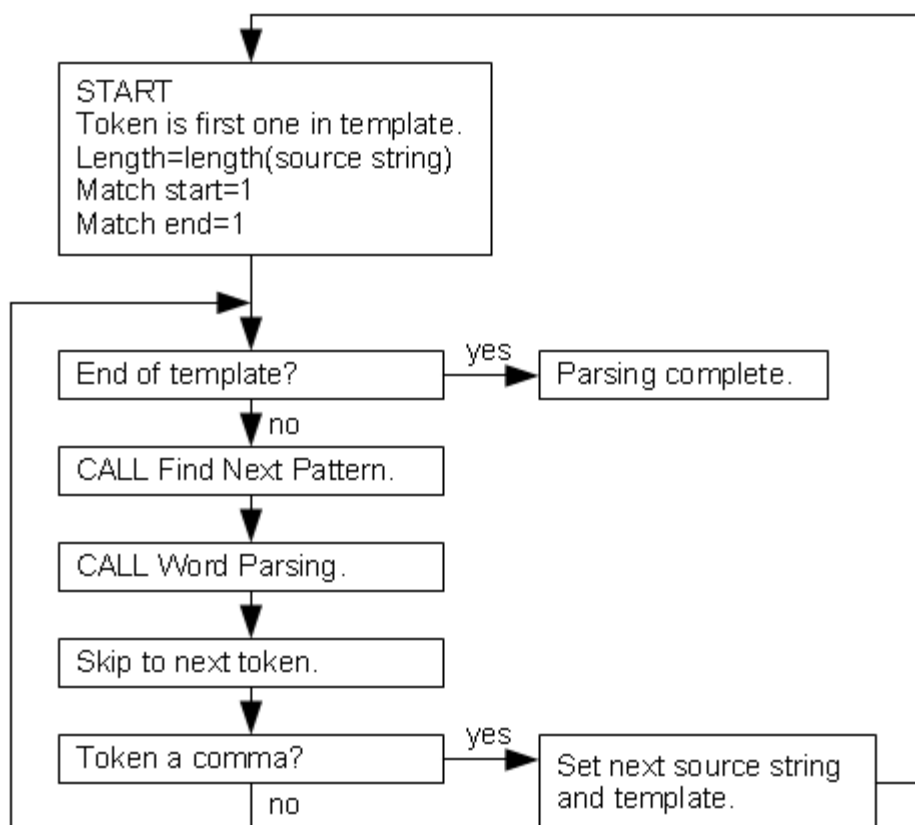 START
Token is first one in template.
Length=length(source string)
Match start=1
Match end=1
End of template?
yes
Parsing complete.
no
CALL Find Next Pattern.
CALL Word Parsing.
Skip to next token.
Token a comma?
yes
Set next source string
and template.
no